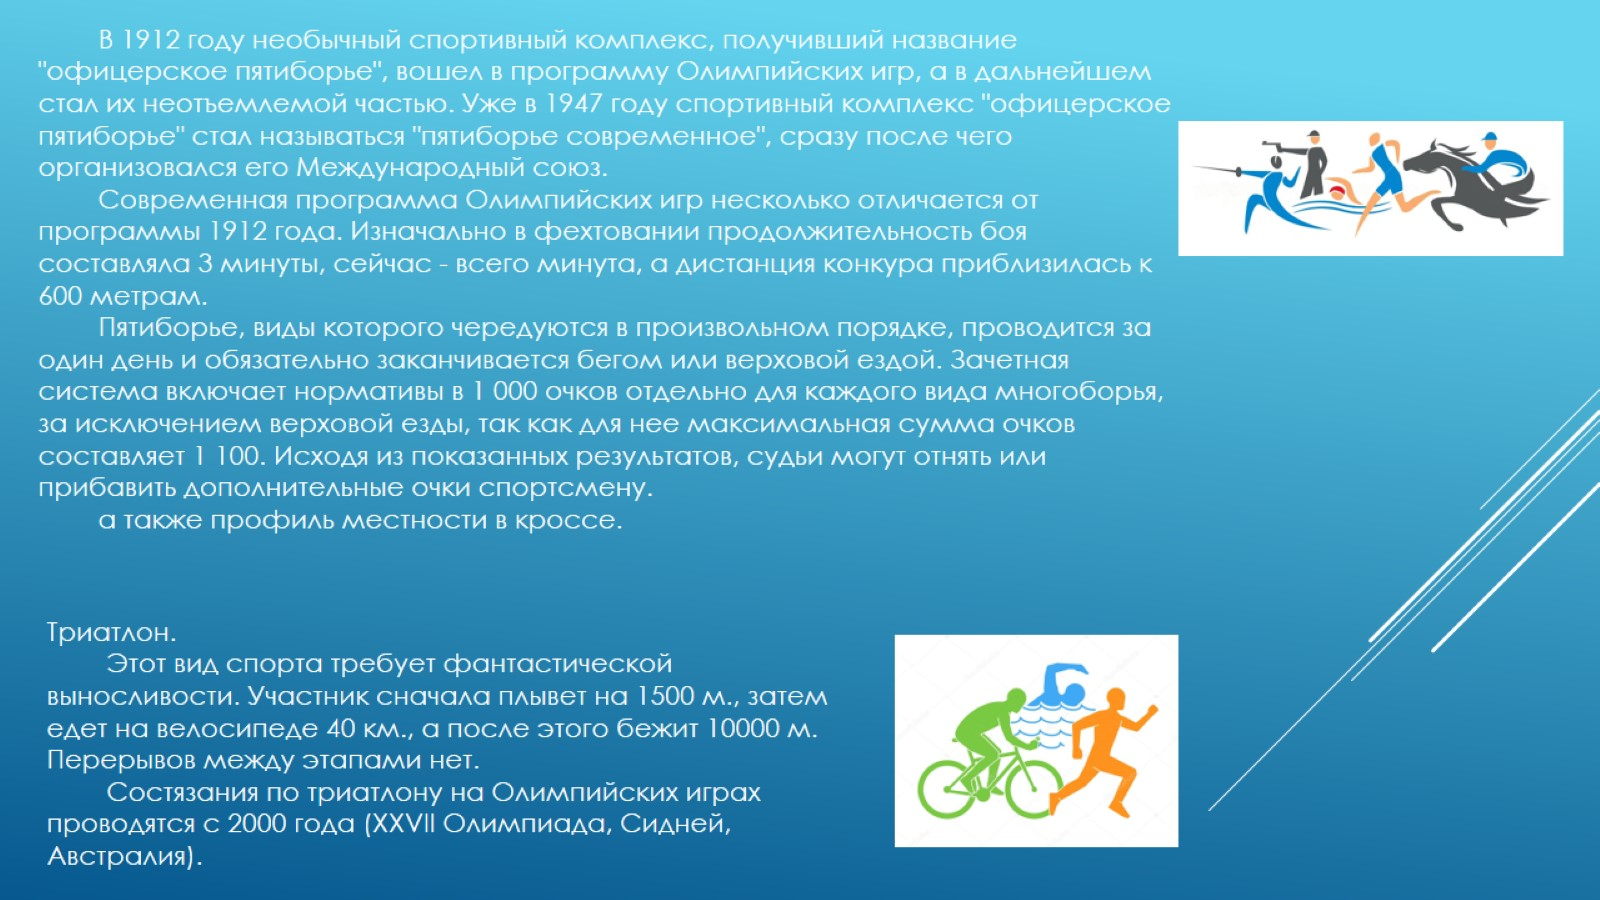 В 1912 году необычный спортивный комплекс, получивший название
"офицерское пятиборье", вошел в программу Олимпийских игр, а в дальнейшем
стал их неотъемлемой частью. Уже в 1947 году спортивный комплекс "офицерское
пятиборье" стал называться "пятиборье современное", сразу после чего
организовался его Международный союз.
Современная программа Олимпийских игр несколько отличается от
программы 1912 года. Изначально в фехтовании продолжительность боя
составляла 3 минуты, сейчас - всего минута, а дистанция конкура приблизилась к
600 метрам.
Пятиборье, виды которого чередуются в произвольном порядке, проводится за
один день и обязательно заканчивается бегом или верховой ездой. Зачетная
система включает нормативы в 1 000 очков отдельно для каждого вида многоборья,
за исключением верховой езды, так как для нее максимальная сумма очков
составляет 1 100. Исходя из показанных результатов, судьи могут отнять или
прибавить дополнительные очки спортсмену.
а также профиль местности в кроссе.
Триатлон.
Этот вид спорта требует фантастической
выносливости. Участник сначала плывет на 1500 м., затем
едет на велосипеде 40 км., а после этого бежит 10000 м.
Перерывов между этапами нет.
Состязания по триатлону на Олимпийских играх
проводятся с 2000 года (XXVII Олимпиада, Сидней,
Австралия).